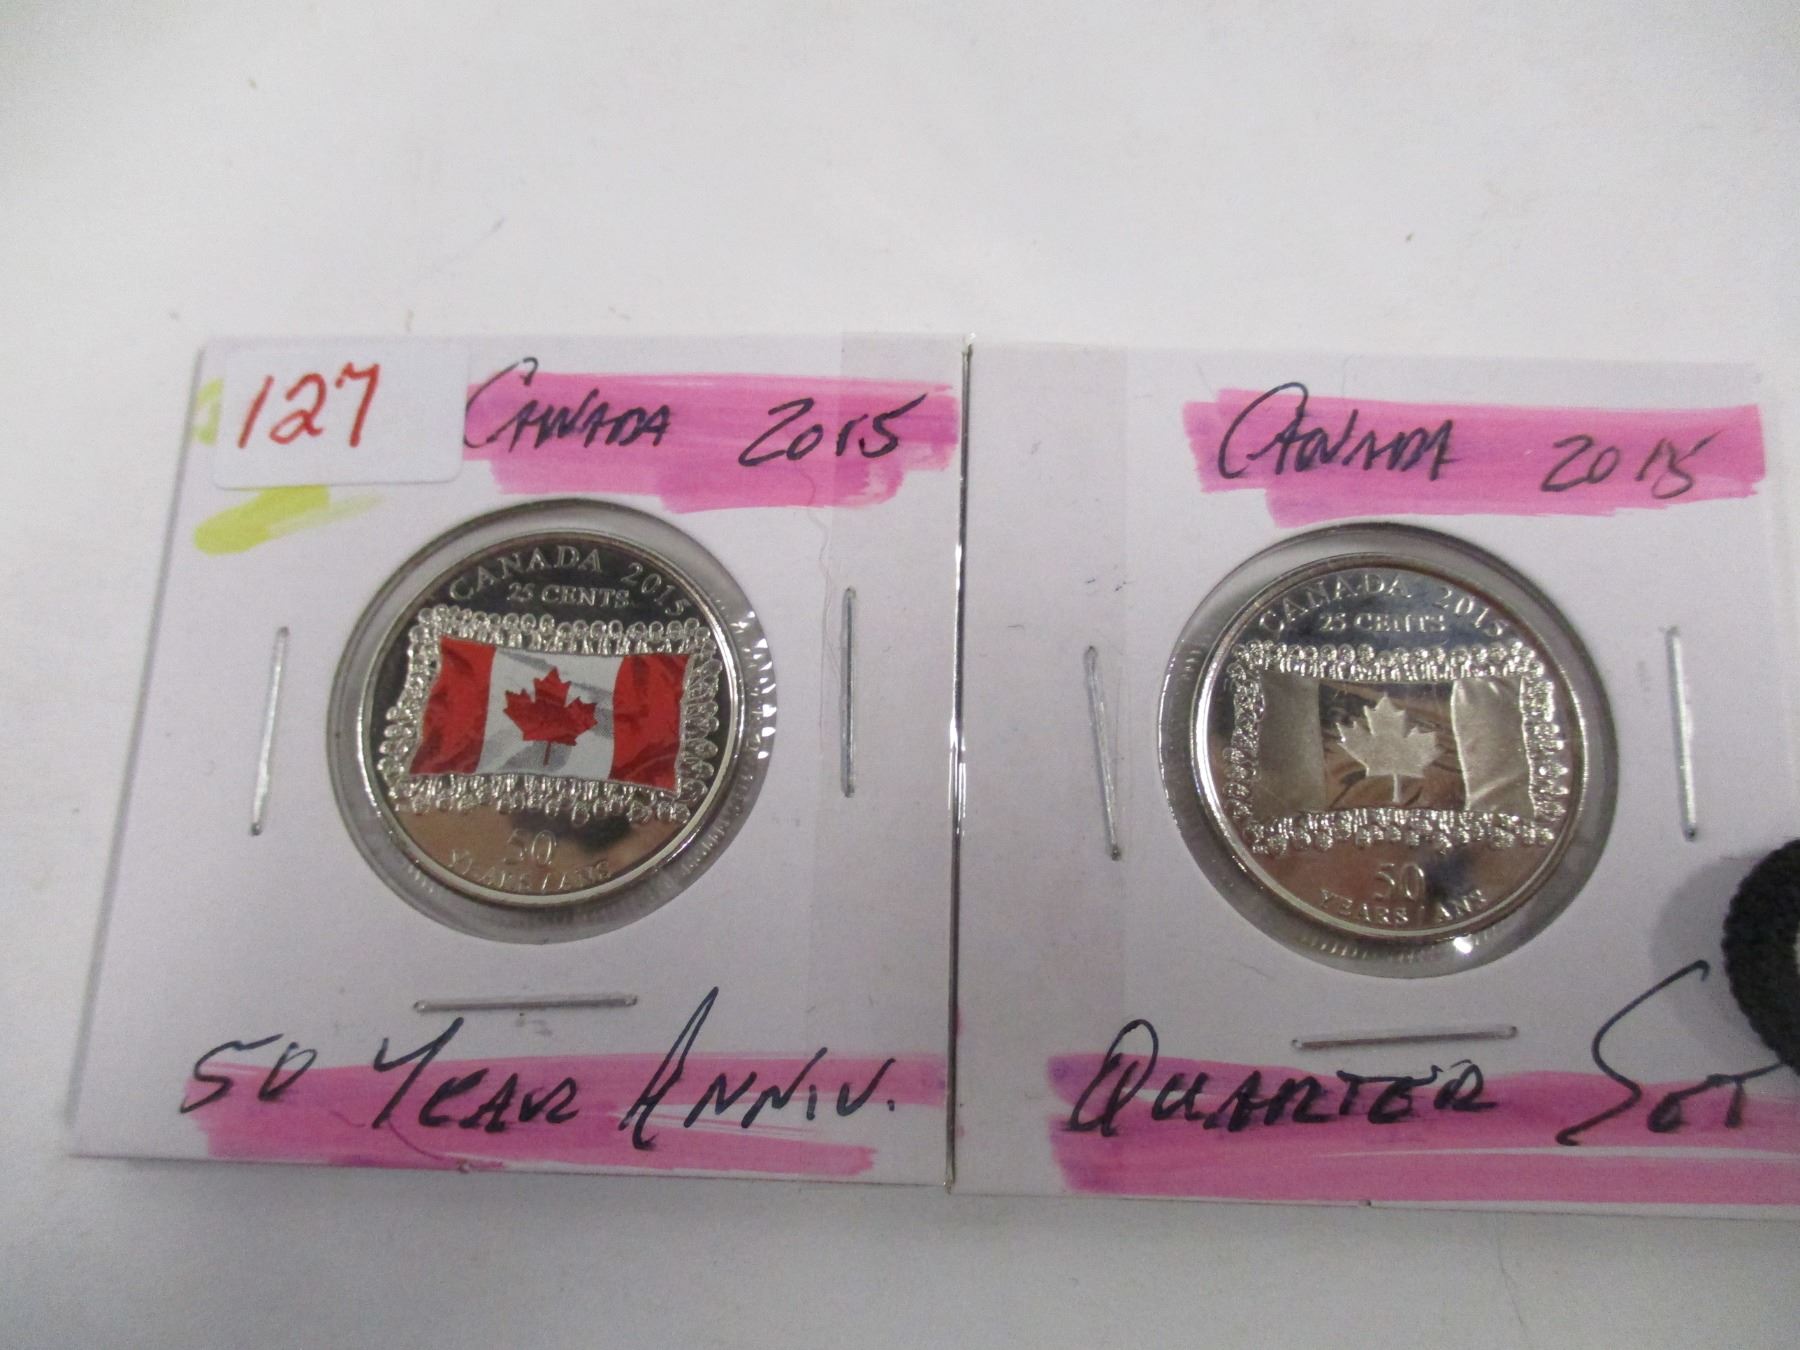 127
CANADA 2015
CANADA 2015
25 CENTS
50
YEARS / ANS
50 YEAR ANNIV.
CANADA 2015
CANADA 2015
25 CENTS
50
YEARS / ANS
QUARTER SET